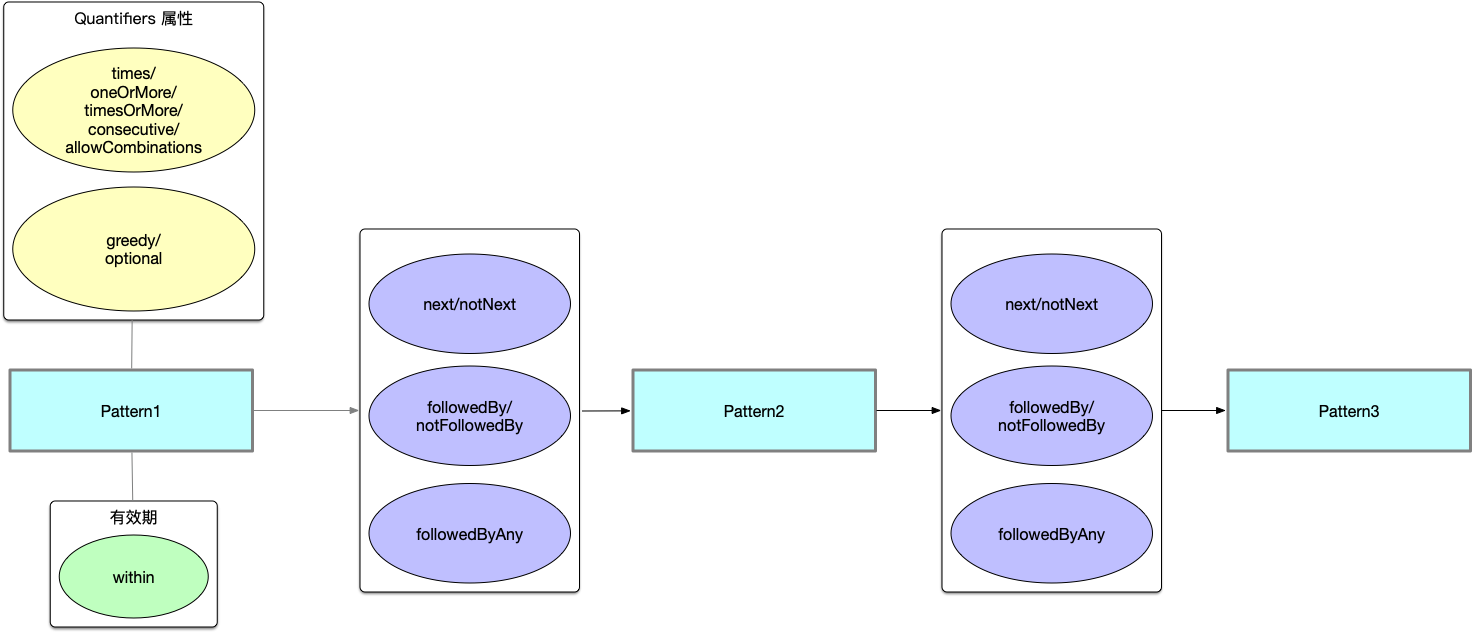 Quantifiers 属性
times/
oneOrMore/
timesOrMore/
consecutive/
allowCombinations
greedy/
optional
Pattern1
有效期
within
next/notNext
followedBy/
notFollowedBy
followedByAny
Pattern2
next/notNext
followedBy/
notFollowedBy
followedByAny
Pattern3